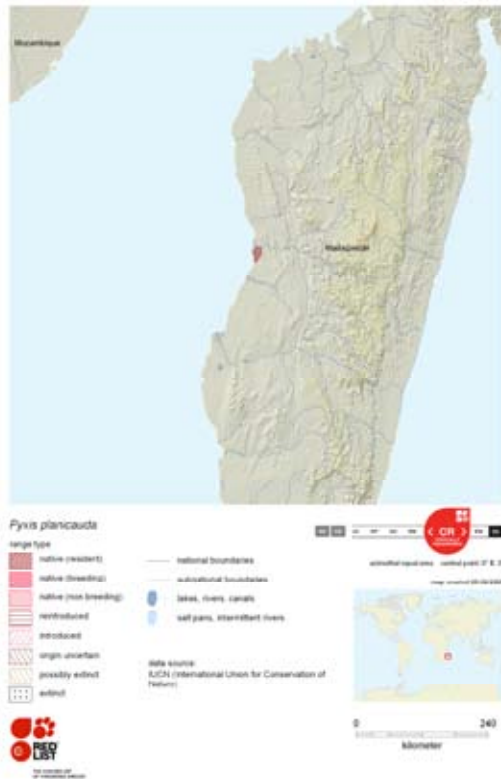 Mozambique
Madagascar
Pyxis planicauda
range type
native (resident)
native (breeding)
native (non breeding)
reintroduced
introduced
origin uncertain
possibly extinct
extinct
national boundaries
subnational boundaries
lakes, rivers, canals
salt pans, intermittent rivers
data source:
IUCN (International Union for Conservation of
Nature)
CR
0 240
kilometer
RED
LIST